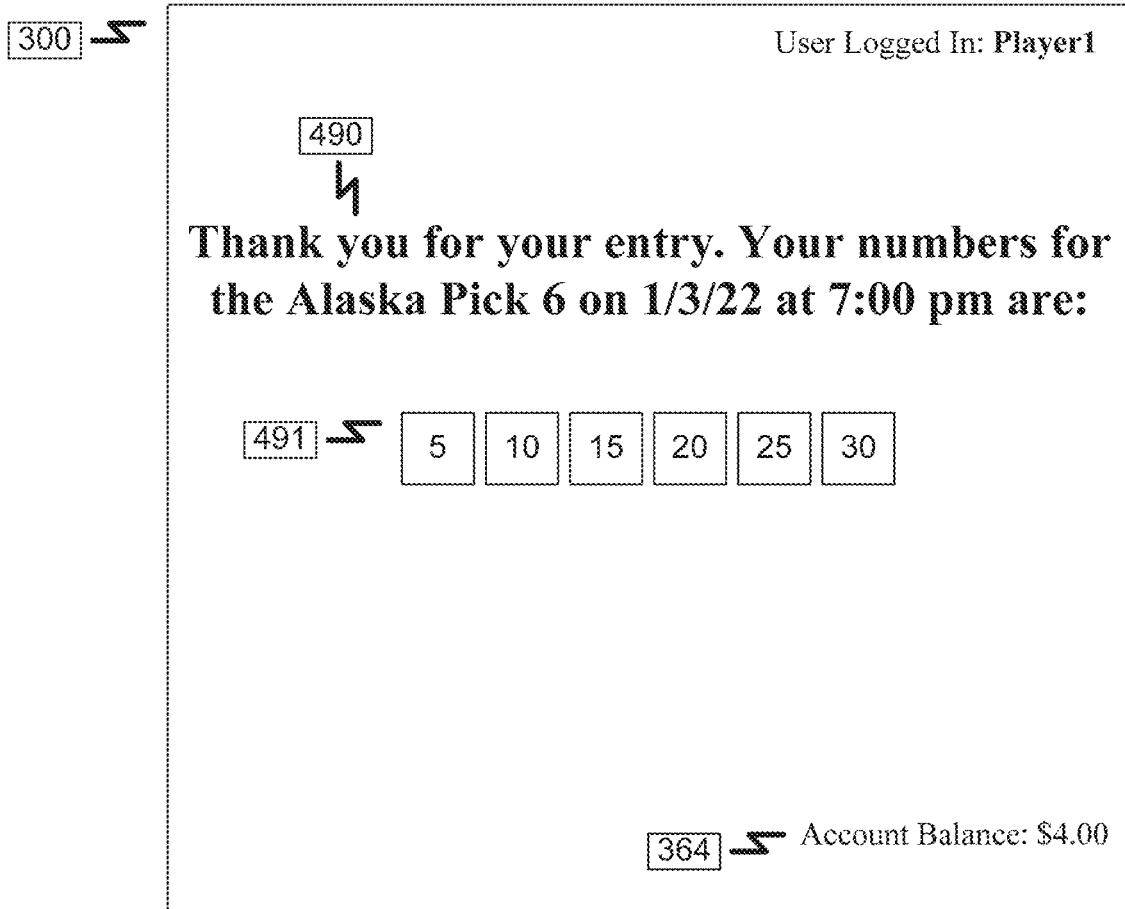 300
User Logged In: Player1
490
Thank you for your entry. Your numbers for
the Alaska Pick 6 on 1/3/22 at 7:00 pm are:
491 5 10 15 20 25 30
364 Account Balance: $4.00